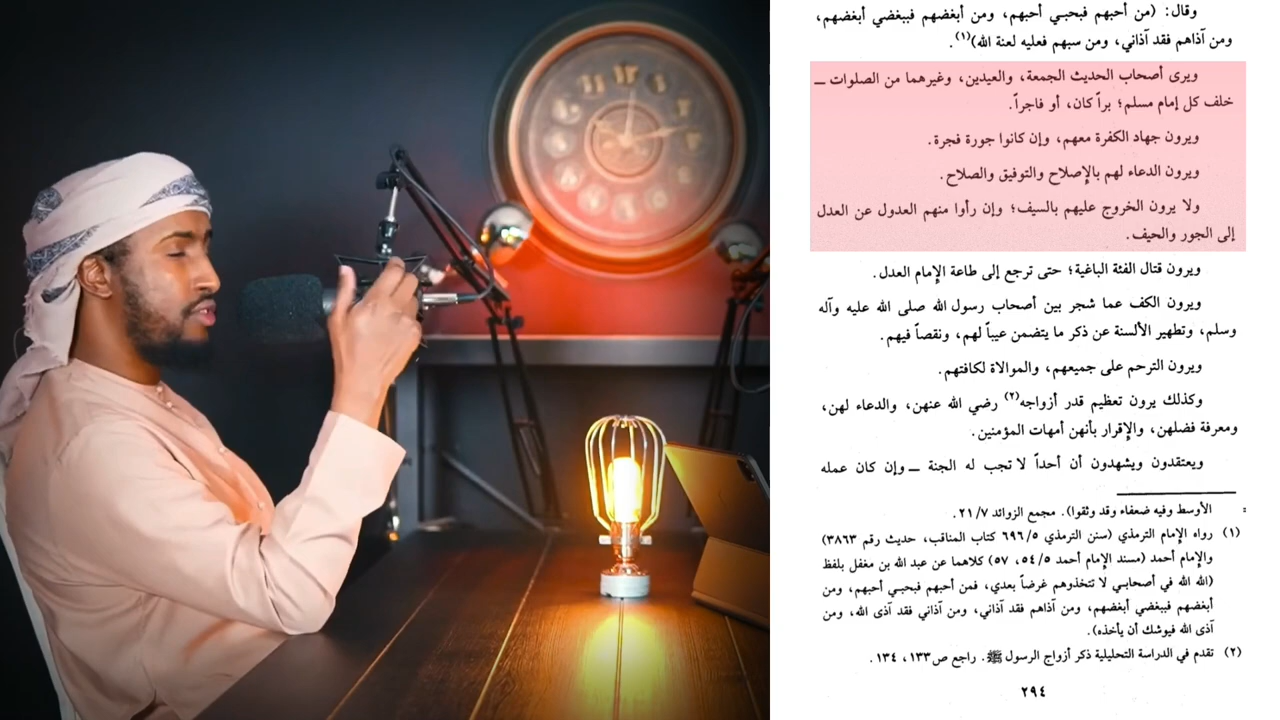 وقال: (من أحبهم فبحبي أحبهم، ومن أبغضهم فببغضي أبغضهم،
ومن آذاهم فقد آذاني، ومن سبهم فعليه لعنة الله)(١).
ويرى أصحاب الحديث الجمعة، والعيدين، وغيرهما من الصلوات ــ
خلف كل إمام مسلم؛ براً كان، أو فاجراً.
ويرون جهاد الكفرة معهم، وإن كانوا جورة فجرة.
ويرون الدعاء لهم بالإصلاح والتوفيق والصلاح.
ولا يرون الخروج عليهم بالسيف؛ وإن رأوا منهم العدول عن العدل
إلى الجور والحيف.
ويرون قتال الفئة الباغية؛ حتى ترجع إلى طاعة الإمام العدل.
ويرون الكف عما شجر بين أصحاب رسول الله صلى الله عليه وآله
وسلم، وتطهير الألسنة عن ذكر ما يتضمن عيباً لهم، ونقصاً فيهم.
ويرون الترحم على جميعهم، والموالاة لكافتهم.
وكذلك يرون تعظيم قدر أزواجه(٢) رضي الله عنهن، والدعاء لهن،
ومعرفة فضلهن، والإقرار بأنهن أمهات المؤمنين.
ويعتقدون ويشهدون أن أحداً لا تجب له الجنة ــ وإن كان عمله
= الأوسط وفيه ضعفاء وقد وثقوا). مجمع الزوائد ٢١/٧.
(١) رواه الإمام الترمذي (سنن الترمذي ٦٩٦/٥ كتاب المناقب، حديث رقم ٣٨٦٣)
والإمام أحمد (مسند الإمام أحمد ٥٤/٥، ٥٧) كلاهما عن عبد الله بن مغفل بلفظ
(الله الله في أصحابي لا تتخذوهم غرضاً بعدي، فمن أحبهم فبحبي أحبهم، ومن
أبغضهم فببغضي أبغضهم، ومن آذاهم فقد آذاني، ومن آذاني فقد آذى الله، ومن
آذى الله فيوشك أن يأخذه).
(٢) تقدم في الدراسة التحليلية ذكر أزواج الرسول ﷺ. راجع ص١٣٣، ١٣٤.
٢٩٤